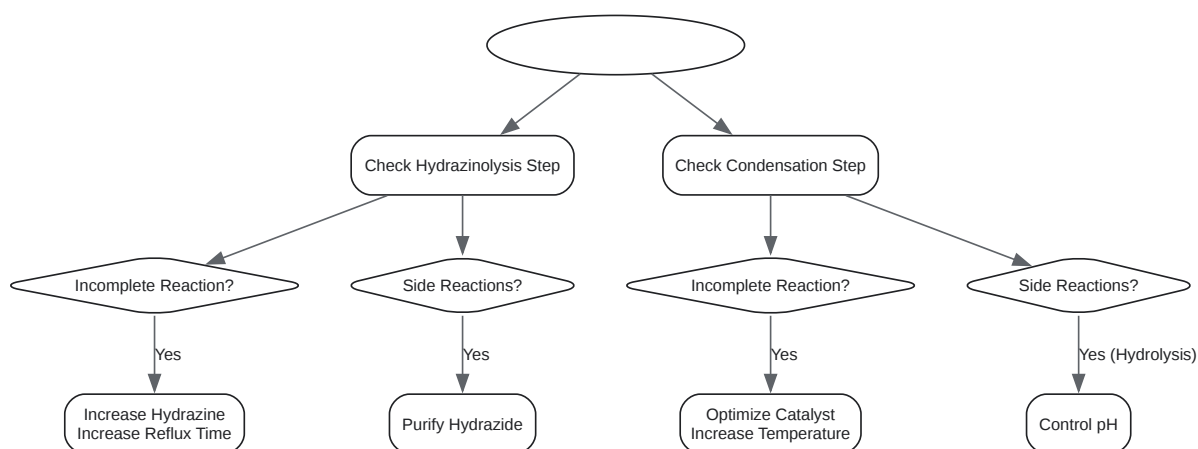 Check Hydrazinolysis Step
Check Condensation Step
Incomplete Reaction?
Side Reactions?
Incomplete Reaction?
Side Reactions?
Yes
Yes
Yes
Yes (Hydrolysis)
Increase Hydrazine
Increase Reflux Time
Purify Hydrazide
Optimize Catalyst
Increase Temperature
Control pH